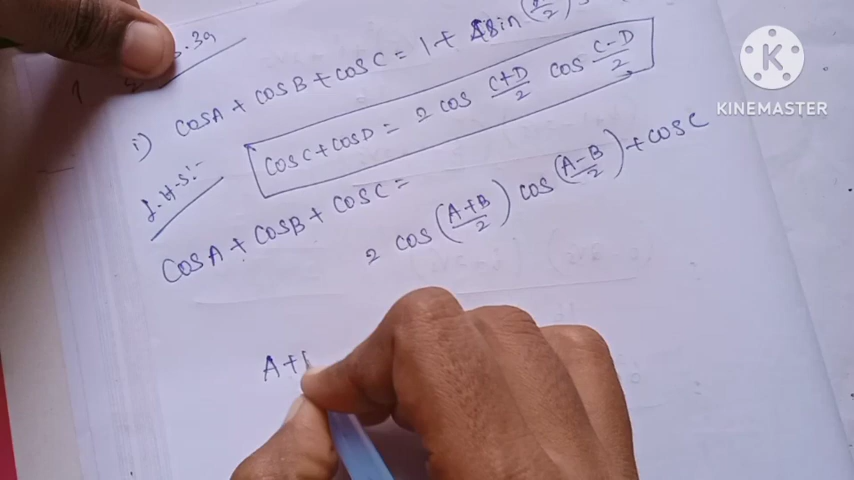 i) cosA + cosB + cosC = 1 + 4sin
cosC + cosD = 2 cos (C+D)/2 cos (C-D)/2
L.H.S:-
cosA + cosB + cosC =
2 cos (A+B/2) cos (A-B/2) + cosC
A+
KINEMASTER